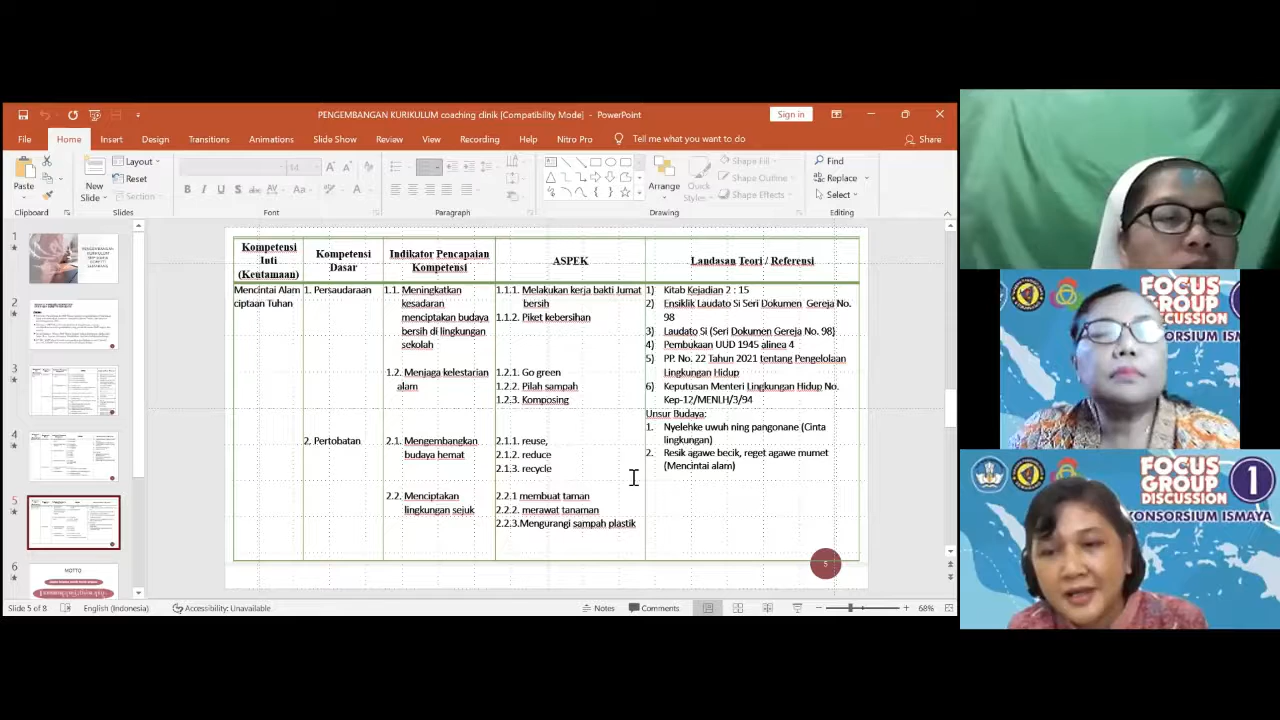 PENGEMBANGAN KURIKULUM coaching clinik [Compatibility Mode] - PowerPoint
Sign in
File Home Insert Design Transitions Animations Slide Show Review View Recording Help Nitro Pro Tell me what you want to do Share
Paste
New
Slide
Layout
Reset
Section
14
Arrange
Quick
Styles
Shape Fill
Shape Outline
Shape Effects
Find
Replace
Select
Clipboard Slides Font Paragraph Drawing Editing
1
2
3
4
5
6
MOTTO
Kompetensi
Inti
(Keutamaan)
Kompetensi
Dasar
Indikator Pencapaian
Kompetensi
ASPEK
Landasan Teori / Referensi
Mencintai Alam
ciptaan Tuhan
1. Persaudaraan
1.1. Meningkatkan
kesadaran
menciptakan budaya
bersih di lingkungan
sekolah
1.1.1. Melakukan kerja bakti Jumat
bersih
1.1.2. Piket kebersihan
1.2. Menjaga kelestarian
alam
1.2.1. Go green
1.2.2. Pilah sampah
1.2.3. Komposing
2. Pertobatan
2.1. Mengembangkan
budaya hemat
2.1.1. reuse,
2.1.2. reduce
2.1.3. recycle
2.2. Menciptakan
lingkungan sejuk
2.2.1 membuat taman
2.2.2. merawat tanaman
2.2.3.Mengurangi sampah plastik
1) Kitab Kejadian 2 : 15
2) Ensiklik Laudato Si Seri Dokumen Gereja No.
98
3) Laudato Si (Seri Dokumen Gereja No. 98)
4) Pembukaan UUD 1945 alinea 4
5) PP. No. 22 Tahun 2021 tentang Pengelolaan
Lingkungan Hidup
6) Keputusan Menteri Lingkungan Hidup No.
Kep-12/MENLH/3/94
Unsur Budaya:
1. Nyelehke uwuh ning pangonane (Cinta
lingkungan)
2. Resik agawe becik, reged agawe mumet
(Mencintai alam)
5
Slide 5 of 8 English (Indonesia) Accessibility: Unavailable Notes Comments 68%
FOCUS
GROUP
DISCUSSION
KONSORSIUM ISMAYA
FOCUS
GROUP
DISCUSSION
1
KONSORSIUM ISMAYA